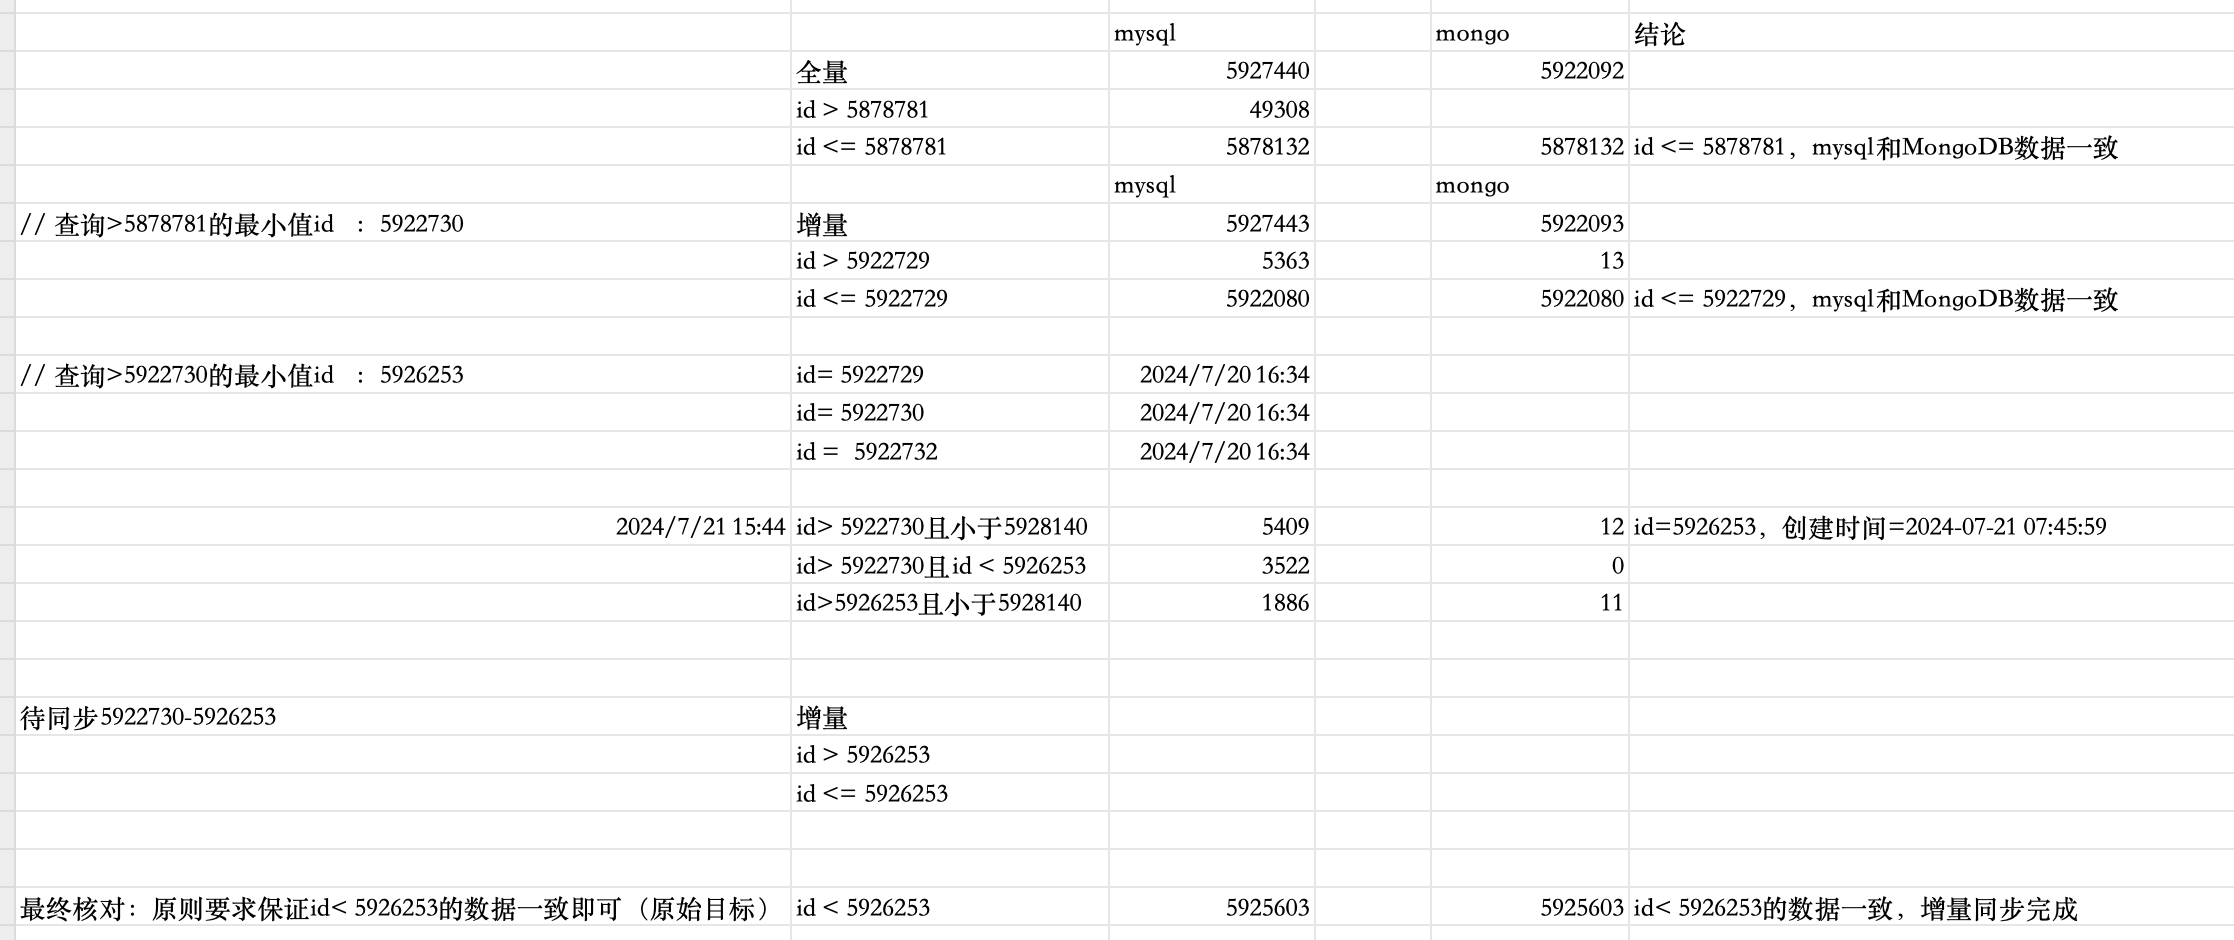 mysql mongo 结论
全量 5927440 5922092
id > 5878781 49308
id <= 5878781 5878132 5878132 id <= 5878781，mysql和MongoDB数据一致
mysql mongo
// 查询>5878781的最小值id ：5922730 增量 5927443 5922093
id > 5922729 5363 13
id <= 5922729 5922080 5922080 id <= 5922729，mysql和MongoDB数据一致
// 查询>5922730的最小值id ：5926253 id= 5922729 2024/7/20 16:34
id= 5922730 2024/7/20 16:34
id = 5922732 2024/7/20 16:34
2024/7/21 15:44 id> 5922730且小于5928140 5409 12 id=5926253，创建时间=2024-07-21 07:45:59
id> 5922730且id < 5926253 3522 0
id>5926253且小于5928140 1886 11
待同步5922730-5926253 增量
id > 5926253
id <= 5926253
最终核对：原则要求保证id< 5926253的数据一致即可（原始目标） id < 5926253 5925603 5925603 id< 5926253的数据一致，增量同步完成